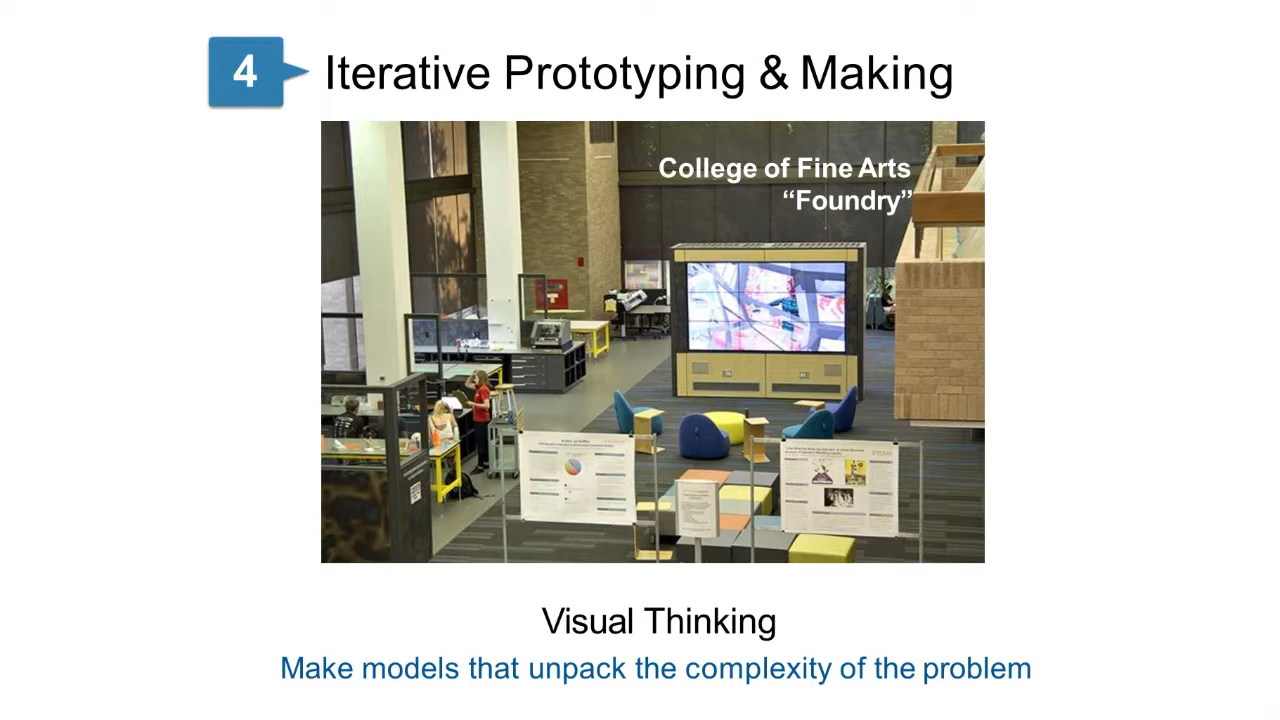 4
Iterative Prototyping & Making
College of Fine Arts
“Foundry”
Visual Thinking
Make models that unpack the complexity of the problem